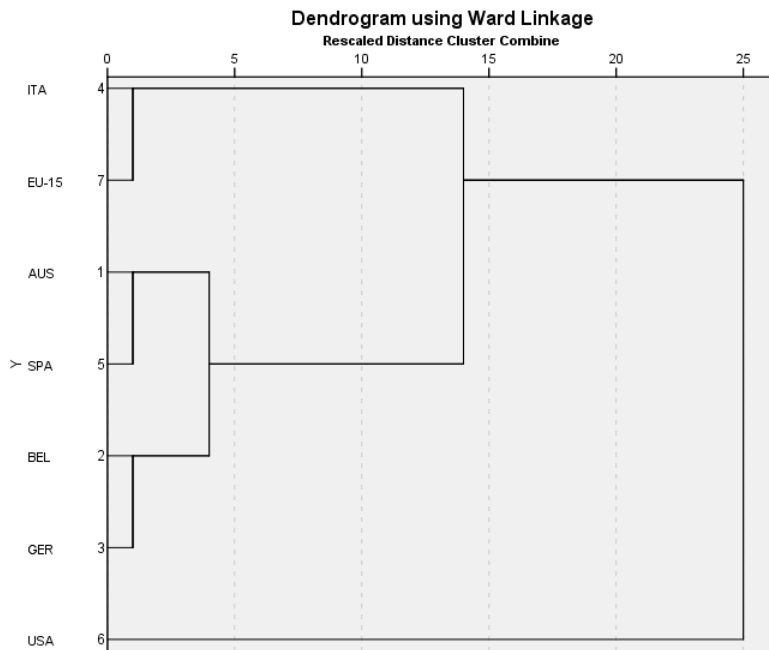 Dendrogram using Ward Linkage
Rescaled Distance Cluster Combine
0 5 10 15 20 25
ITA 4
EU-15 7
AUS 1
Y
SPA 5
BEL 2
GER 3
USA 6